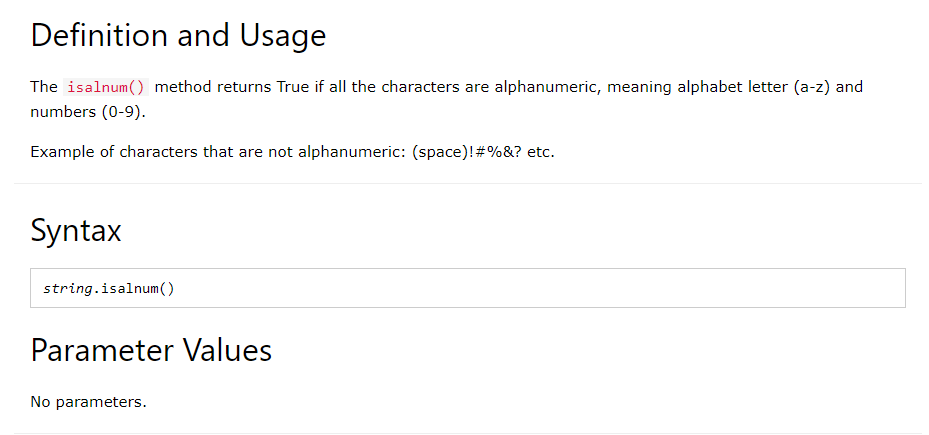 Definition and Usage
The isalnum() method returns True if all the characters are alphanumeric, meaning alphabet letter (a-z) and
numbers (0-9).
Example of characters that are not alphanumeric: (space)!#%&? etc.
Syntax
string.isalnum()
Parameter Values
No parameters.